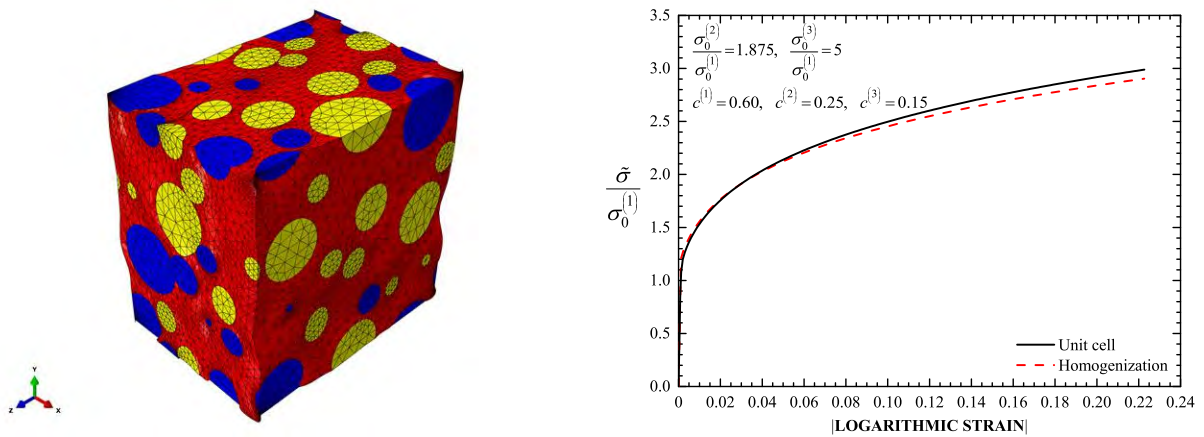 Y
Z
X
3.5
3.0
2.5
2.0
1.5
1.0
0.5
0.0
σ₀⁽²⁾/σ₀⁽¹⁾=1.875, σ₀⁽³⁾/σ₀⁽¹⁾=5
c⁽¹⁾=0.60, c⁽²⁾=0.25, c⁽³⁾=0.15
σ̃/σ₀⁽¹⁾
Unit cell
Homogenization
0 0.02 0.04 0.06 0.08 0.10 0.12 0.14 0.16 0.18 0.20 0.22 0.24
|LOGARITHMIC STRAIN|